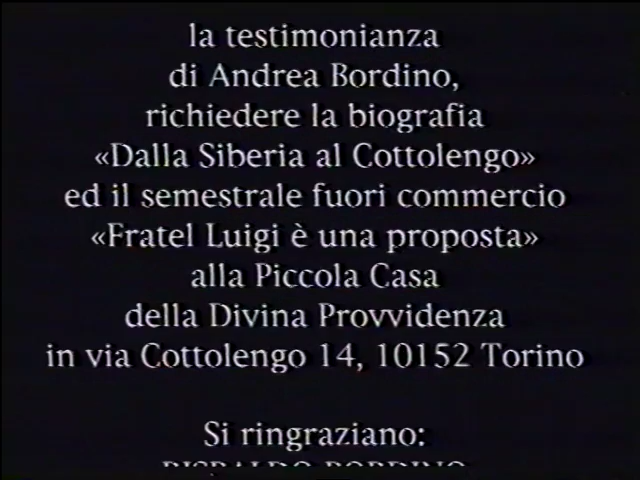 la testimonianza
di Andrea Bordino,
richiedere la biografia
«Dalla Siberia al Cottolengo»
ed il semestrale fuori commercio
«Fratel Luigi è una proposta»
alla Piccola Casa
della Divina Provvidenza
in via Cottolengo 14, 10152 Torino
Si ringraziano:
BORDINO